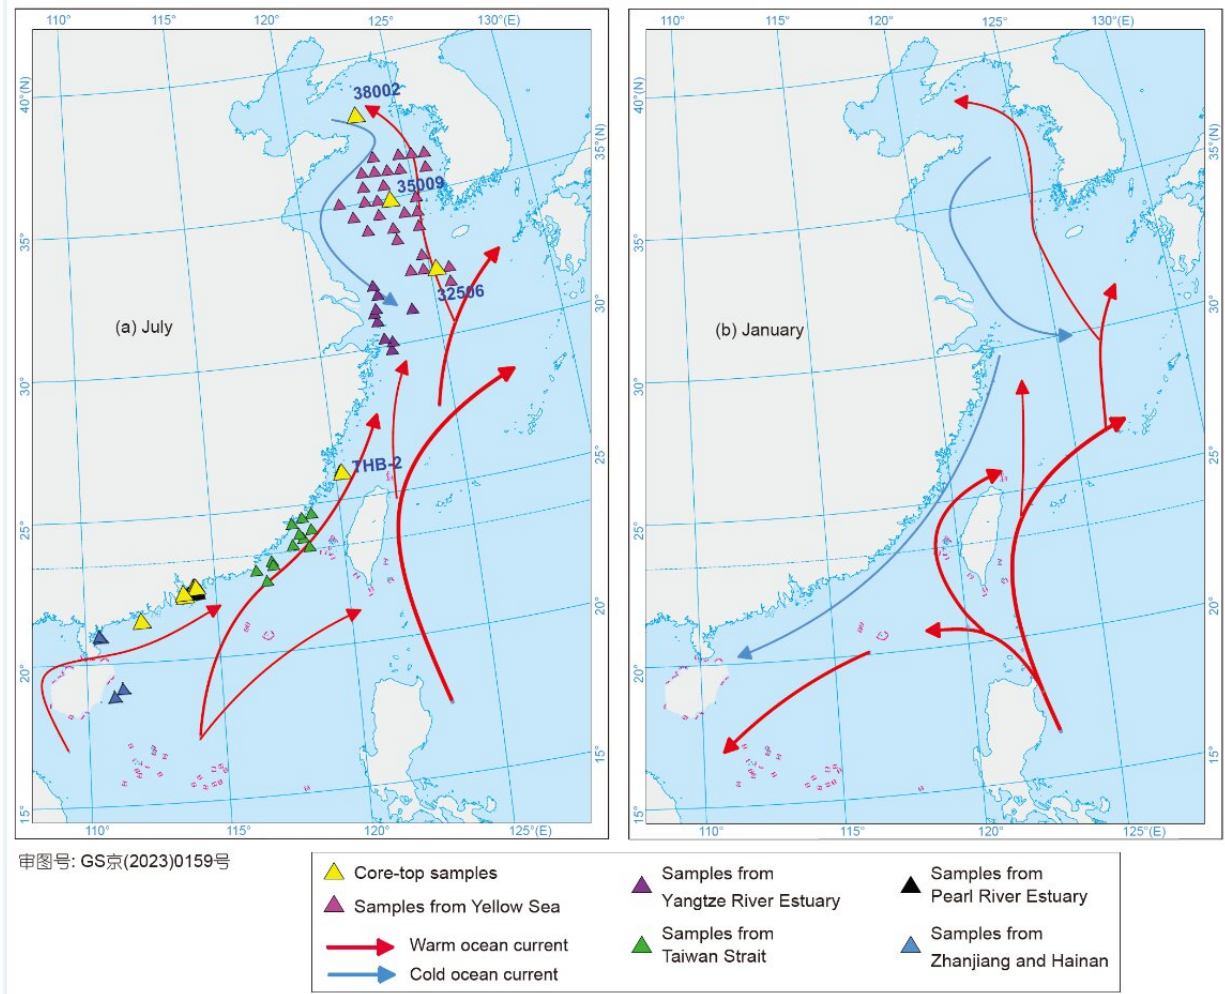 110°
115°
120°
125°
130°(E)
40°(N)
35°
30°
25°
20°
15°
35°(N)
30°
25°
20°
15°
38002
35009
32506
THB-2
(a) July
110°
115°
120°
125°(E)
110°
115°
120°
125°
130°(E)
40°(N)
35°
30°
25°
20°
15°
35°(N)
30°
25°
20°
15°
(b) January
110°
115°
120°
125°(E)
审图号: GS京(2023)0159号
Core-top samples
Samples from Yellow Sea
Warm ocean current
Cold ocean current
Samples from
Yangtze River Estuary
Samples from
Taiwan Strait
Samples from
Pearl River Estuary
Samples from
Zhanjiang and Hainan